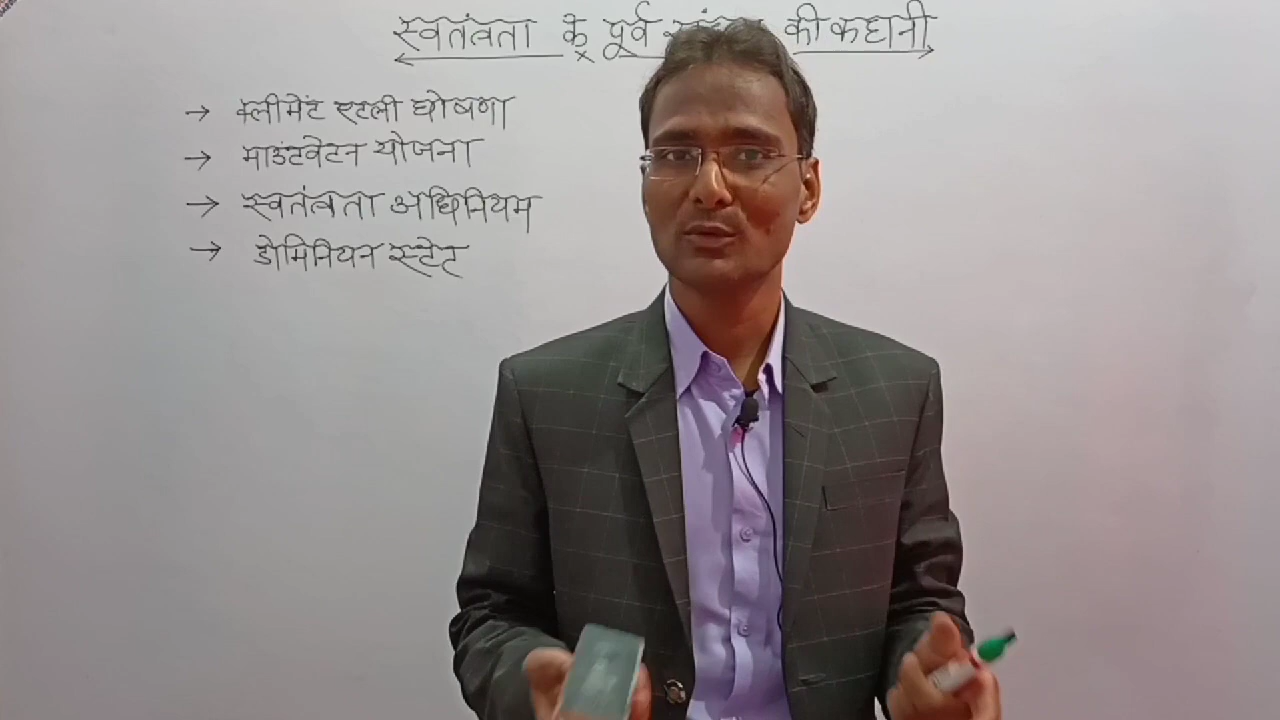 स्वतंत्रता के पूर्व की कहानी
→ क्लीमेंट एटली घोषणा
→ माउंटबेटन योजना
→ स्वतंत्रता अधिनियम
→ डोमिनियन स्टेट